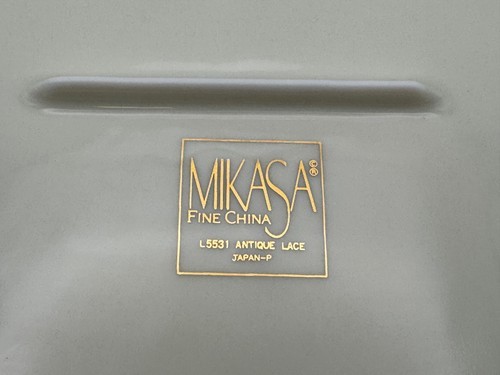 MIKASA ©®
FINE CHINA
L5531 ANTIQUE LACE
JAPAN-P